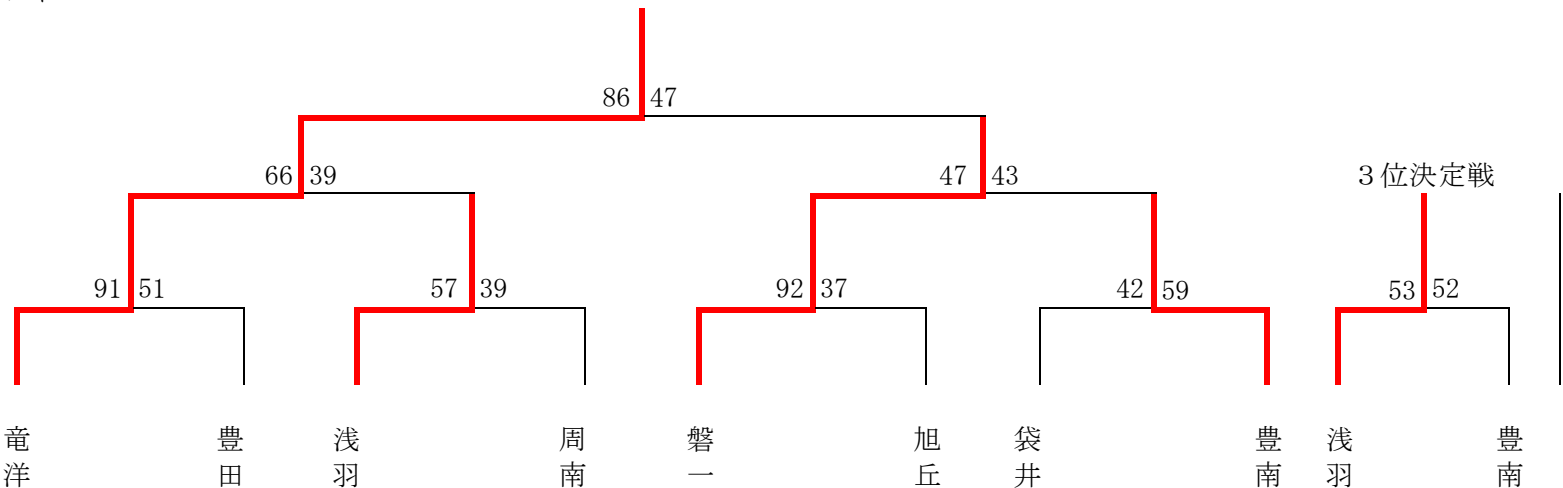 86 47
66 39
47 43
3位決定戦
91 51
57 39
92 37
42 59
53 52
竜洋
豊田
浅羽
周南
磐一
旭丘
袋井
豊南
浅羽
豊南